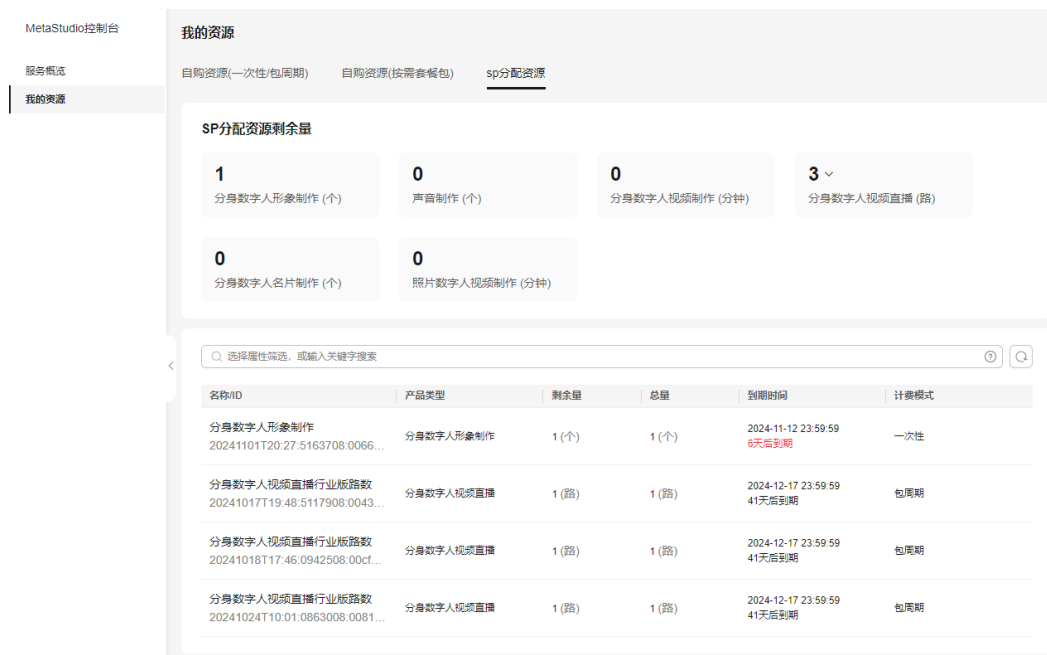 MetaStudio控制台
服务概览
我的资源
我的资源
自购资源(一次性/包周期) 自购资源(按需套餐包) sp分配资源
SP分配资源剩余量
1 0 0 3
分身数字人形象制作 (个) 声音制作 (个) 分身数字人视频制作 (分钟) 分身数字人视频直播 (路)
0 0
分身数字人名片制作 (个) 照片数字人视频制作 (分钟)
选择属性筛选，或输入关键字搜索
名称/ID 产品类型 剩余量 总量 到期时间 计费模式
分身数字人形象制作
20241101T20:27:5163708:0066...
分身数字人形象制作 1 (个) 1 (个)
2024-11-12 23:59:59
6天后到期
一次性
分身数字人视频直播行业版路数
20241017T19:48:5117908:0043...
分身数字人视频直播 1 (路) 1 (路)
2024-12-17 23:59:59
41天后到期
包周期
分身数字人视频直播行业版路数
20241018T17:46:0942508:00cf...
分身数字人视频直播 1 (路) 1 (路)
2024-12-17 23:59:59
41天后到期
包周期
分身数字人视频直播行业版路数
20241024T10:01:0863008:0081...
分身数字人视频直播 1 (路) 1 (路)
2024-12-17 23:59:59
41天后到期
包周期